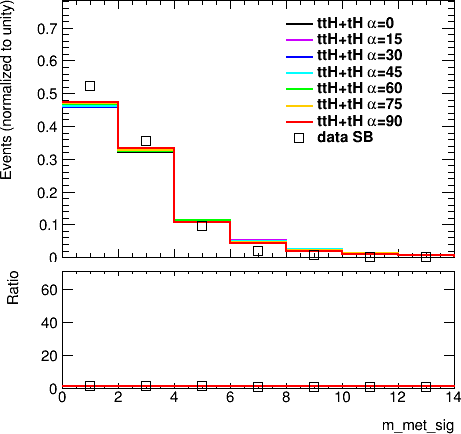 Events (normalized to unity)
0.7
0.6
0.5
0.4
0.3
0.2
0.1
0
ttH+tH α=0
ttH+tH α=15
ttH+tH α=30
ttH+tH α=45
ttH+tH α=60
ttH+tH α=75
ttH+tH α=90
data SB
Ratio
60
40
20
0
0 2 4 6 8 10 12 14
m_met_sig